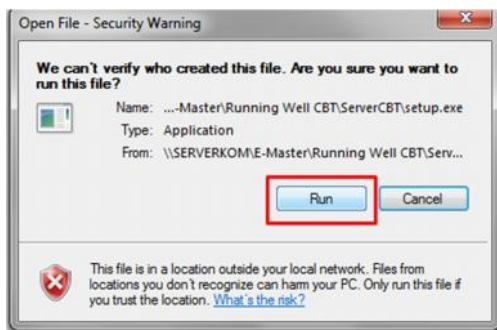 Open File - Security Warning
We can't verify who created this file. Are you sure you want to
run this file?
Name: ...-Master\Running Well CBT\ServerCBT\setup.exe
Type: Application
From: \\SERVERKOM\E-Master\Running Well CBT\Serv...
Run Cancel
This file is in a location outside your local network. Files from
locations you don't recognize can harm your PC. Only run this file if
you trust the location. What's the risk?